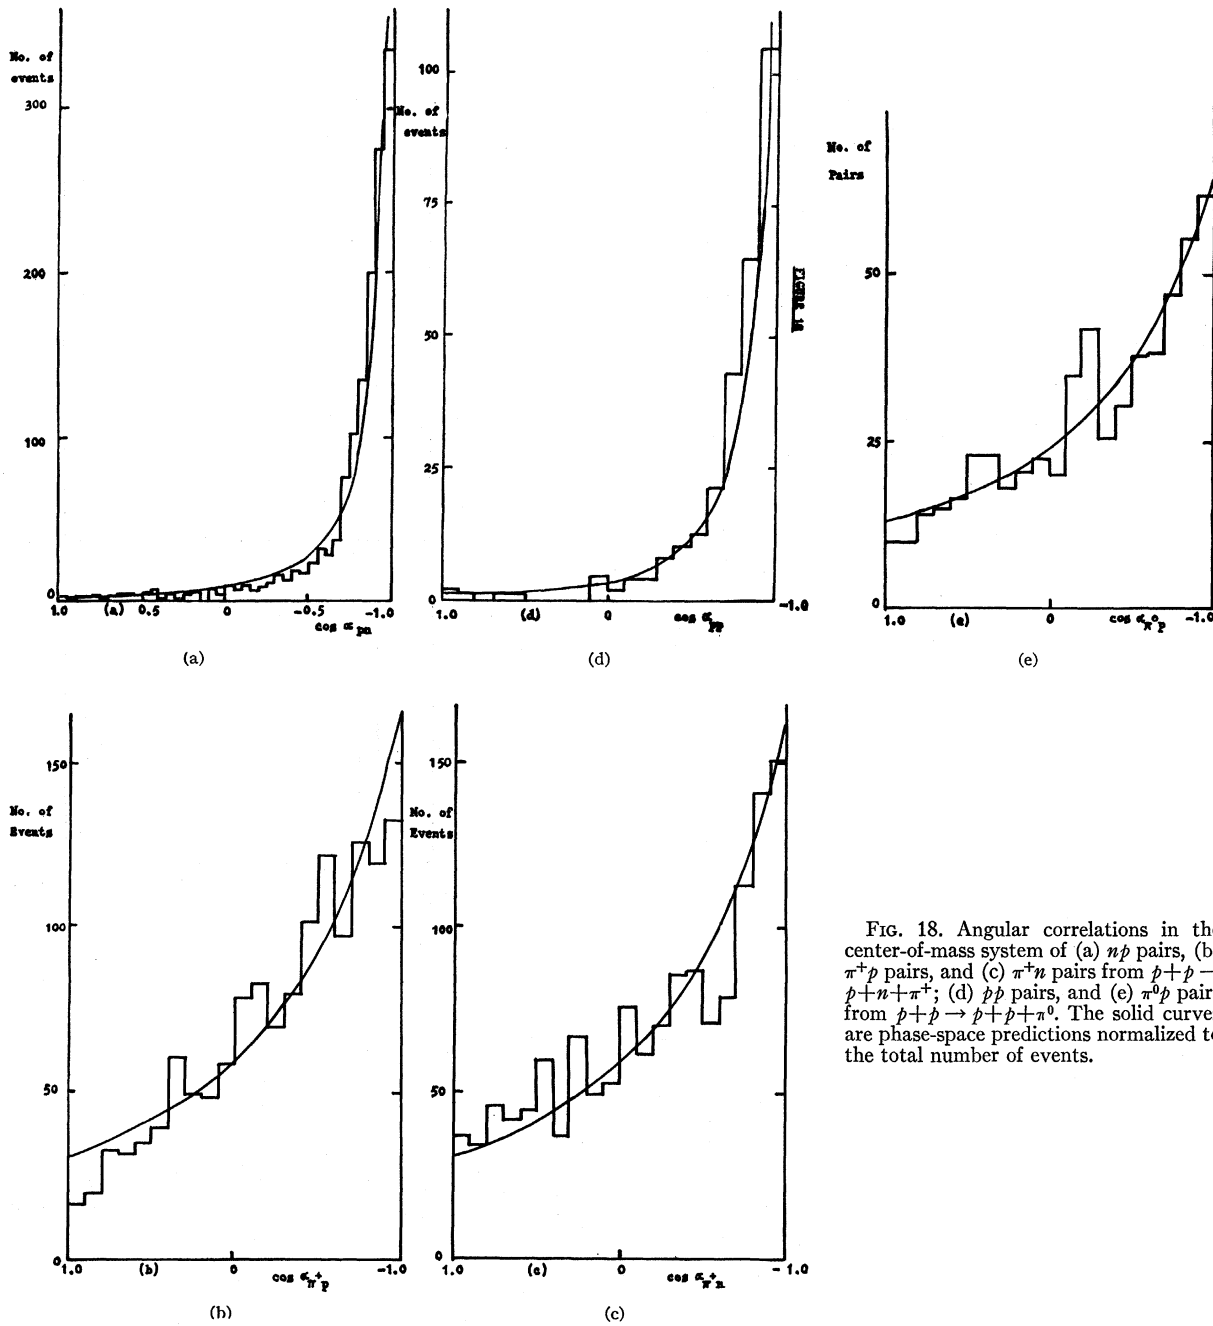 No. of
events
300
200
100
0
1.0 (a) 0.5 0 -0.5 -1.0
cos α pn
(a)
100
No. of
events
75
50
25
0
1.0 (d) 0 cos α pp -1.0
(d)
FIGURE 18
No. of
Pairs
50
25
0
1.0 (e) 0 cos α π⁰p -1.0
(e)
150
No. of
Events
100
50
0
1.0 (b) 0 cos α π⁺p -1.0
(b)
150
No. of
Events
100
50
0
1.0 (c) 0 cos α π⁺n -1.0
(c)
FIG. 18. Angular correlations in the
center-of-mass system of (a) np pairs, (b)
π⁺p pairs, and (c) π⁺n pairs from p+p →
p+n+π⁺; (d) pp pairs, and (e) π⁰p pair
from p+p → p+p+π⁰. The solid curve
are phase-space predictions normalized to
the total number of events.